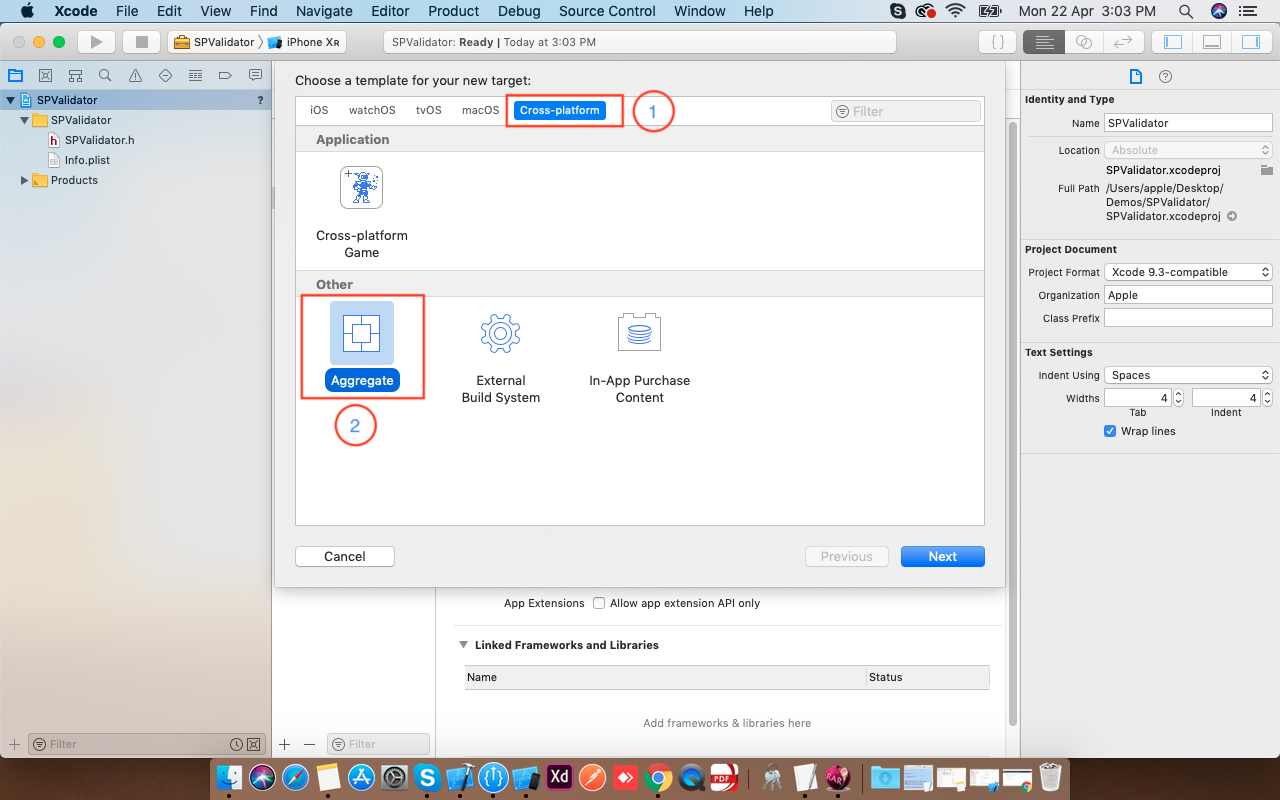 Xcode File Edit View Find Navigate Editor Product Debug Source Control Window Help Mon 22 Apr 3:03 PM
SPValidator iPhone XR SPValidator: Ready | Today at 3:03 PM
Choose a template for your new target:
iOS watchOS tvOS macOS Cross-platform 1 Filter
Application
Cross-platform
Game
Other
Aggregate
2
External
Build System
In-App Purchase
Content
Cancel Previous Next
SPValidator ?
SPValidator
h SPValidator.h
Info.plist
Products
Filter
App Extensions Allow app extension API only
Linked Frameworks and Libraries
Name Status
Add frameworks & libraries here
Filter
Identity and Type
Name SPValidator
Location Absolute
SPValidator.xcodeproj
Full Path /Users/apple/Desktop/
Demos/SPValidator/
SPValidator.xcodeproj
Project Document
Project Format Xcode 9.3-compatible
Organization Apple
Class Prefix
Text Settings
Indent Using Spaces
Widths 4 4
Tab Indent
Wrap lines
Xd PDF